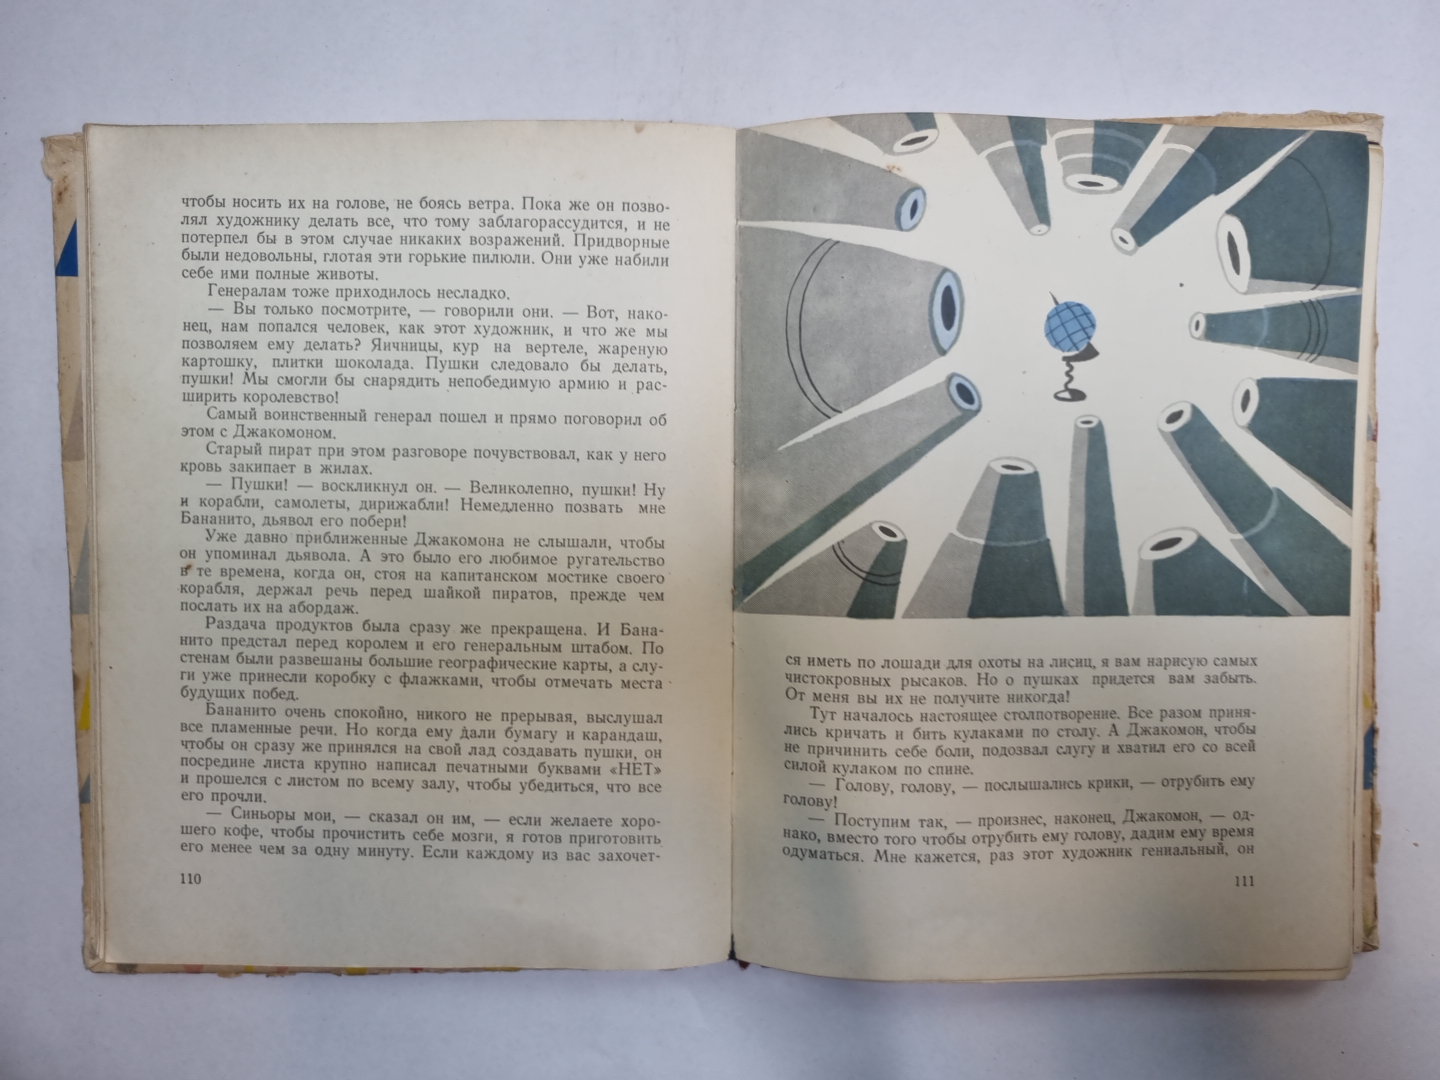 чтобы носить их на голове, не боясь ветра. Пока же он позво-
лял художнику делать все, что тому заблагорассудится, и не
потерпел бы в этом случае никаких возражений. Придворные
были недовольны, глотая эти горькие пилюли. Они уже набили
себе ими полные животы.
Генералам тоже приходилось несладко.
— Вы только посмотрите, — говорили они. — Вот, нако-
нец, нам попался человек, как этот художник, и что же мы
позволяем ему делать? Яичницы, кур на вертеле, жареную
картошку, плитки шоколада. Пушки следовало бы делать,
пушки! Мы смогли бы снарядить непобедимую армию и рас-
ширить королевство!
Самый воинственный генерал пошел и прямо поговорил об
этом с Джакомоном.
Старый пират при этом разговоре почувствовал, как у него
кровь закипает в жилах.
— Пушки! — воскликнул он. — Великолепно, пушки! Ну
и корабли, самолеты, дирижабли! Немедленно позвать мне
Бананито, дьявол его побери!
Уже давно приближенные Джакомона не слышали, чтобы
он упоминал дьявола. А это было его любимое ругательство
в те времена, когда он, стоя на капитанском мостике своего
корабля, держал речь перед шайкой пиратов, прежде чем
послать их на абордаж.
Раздача продуктов была сразу же прекращена. И Бана-
нито предстал перед королем и его генеральным штабом. По
стенам были развешаны большие географические карты, а слу-
ги уже принесли коробку с флажками, чтобы отмечать места
будущих побед.
Бананито очень спокойно, никого не прерывая, выслушал
все пламенные речи. Но когда ему дали бумагу и карандаш,
чтобы он сразу же принялся на свой лад создавать пушки, он
посредине листа крупно написал печатными буквами «НЕТ»
и прошелся с листом по всему залу, чтобы убедиться, что все
его прочли.
— Синьоры мои, — сказал он им, — если желаете хоро-
шего кофе, чтобы прочистить себе мозги, я готов приготовить
его менее чем за одну минуту. Если каждому из вас захочет-
110
ся иметь по лошади для охоты на лисиц, я вам нарисую самых
чистокровных рысаков. Но о пушках придется вам забыть.
От меня вы их не получите никогда!
Тут началось настоящее столпотворение. Все разом приня-
лись кричать и бить кулаками по столу. А Джакомон, чтобы
не причинить себе боли, подозвал слугу и хватил его со всей
силой кулаком по спине.
— Голову, голову, — послышались крики, — отрубить ему
голову!
— Поступим так, — произнес, наконец, Джакомон, — од-
нако, вместо того чтобы отрубить ему голову, дадим ему время
одуматься. Мне кажется, раз этот художник гениальный, он
111